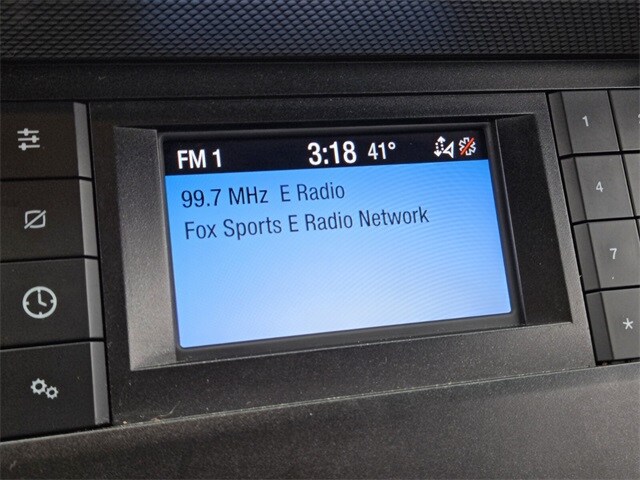 FM 1 3:18 41°
99.7 MHz E Radio
Fox Sports E Radio Network
1
4
7
*